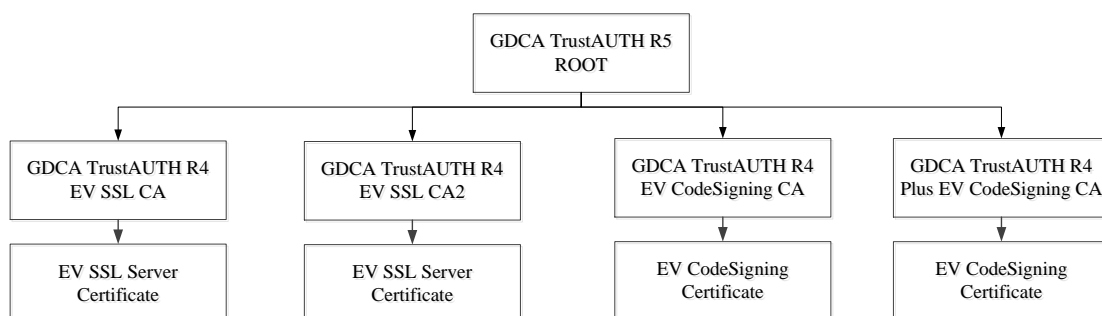 GDCA TrustAUTH R5
ROOT
GDCA TrustAUTH R4
EV SSL CA
GDCA TrustAUTH R4
EV SSL CA2
GDCA TrustAUTH R4
EV CodeSigning CA
GDCA TrustAUTH R4
Plus EV CodeSigning CA
EV SSL Server
Certificate
EV SSL Server
Certificate
EV CodeSigning
Certificate
EV CodeSigning
Certificate